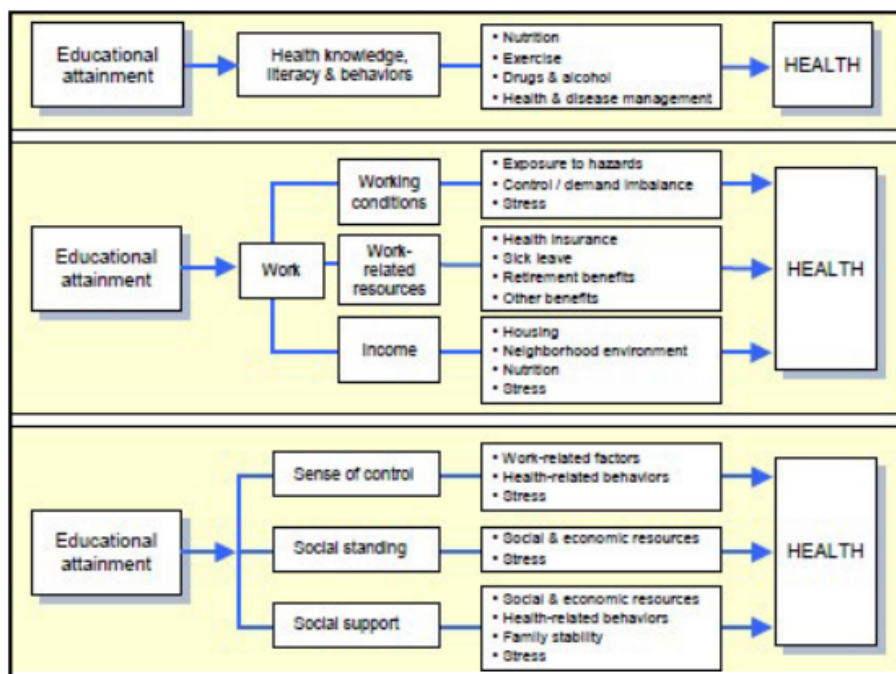 Educational
attainment
Health knowledge,
literacy & behaviors
• Nutrition
• Exercise
• Drugs & alcohol
• Health & disease management
HEALTH
Educational
attainment
Work
Working
conditions
• Exposure to hazards
• Control / demand imbalance
• Stress
Work-
related
resources
• Health insurance
• Sick leave
• Retirement benefits
• Other benefits
Income
• Housing
• Neighborhood environment
• Nutrition
• Stress
HEALTH
Educational
attainment
Sense of control
• Work-related factors
• Health-related behaviors
• Stress
Social standing
• Social & economic resources
• Stress
Social support
• Social & economic resources
• Health-related behaviors
• Family stability
• Stress
HEALTH